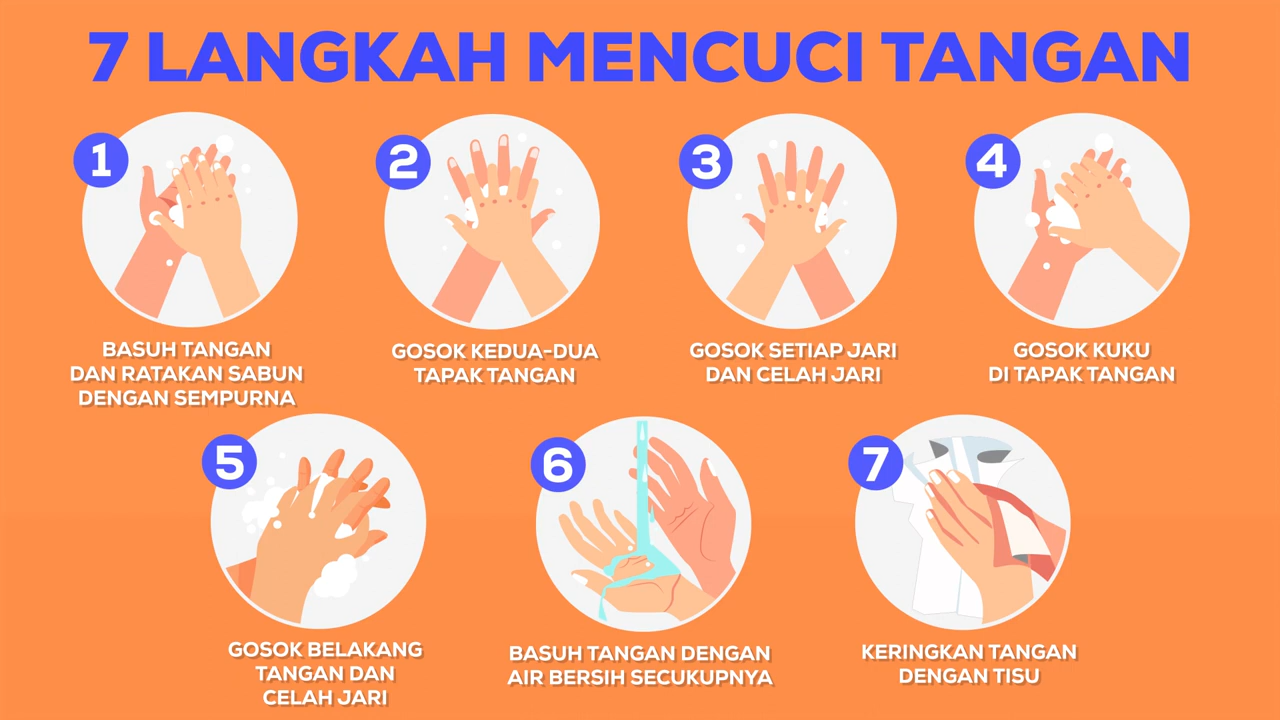 7 LANGKAH MENCUCI TANGAN
1
BASUH TANGAN
DAN RATAKAN SABUN
DENGAN SEMPURNA
2
GOSOK KEDUA-DUA
TAPAK TANGAN
3
GOSOK SETIAP JARI
DAN CELAH JARI
4
GOSOK KUKU
DI TAPAK TANGAN
5
GOSOK BELAKANG
TANGAN DAN
CELAH JARI
6
BASUH TANGAN DENGAN
AIR BERSIH SECUKUPNYA
7
KERINGKAN TANGAN
DENGAN TISU